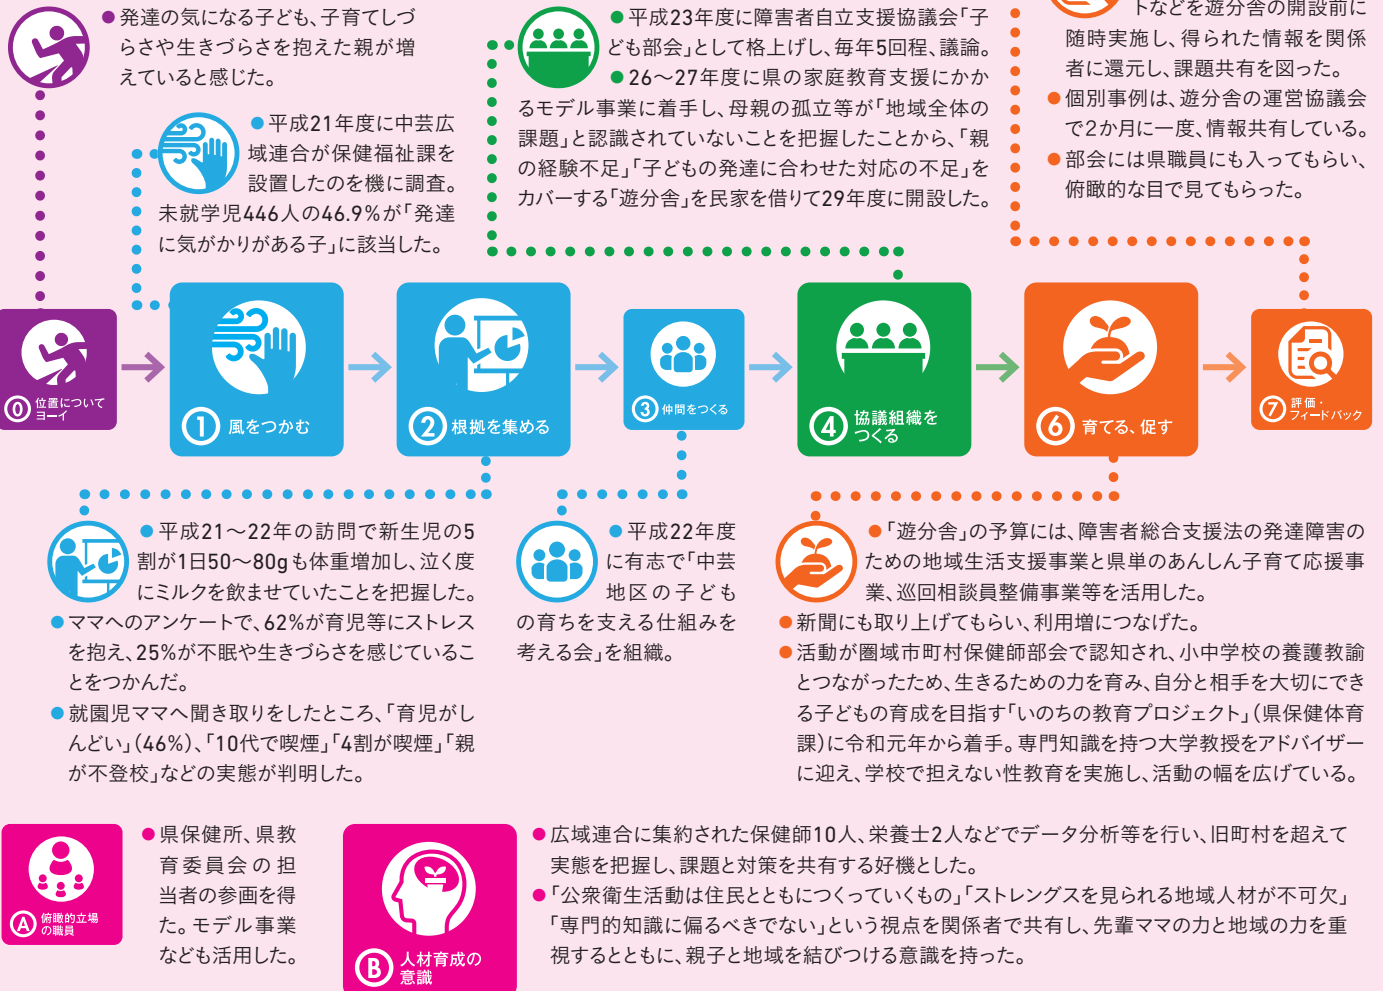 ●発達の気になる子ども、子育てしづ
らさや生きづらさを抱えた親が増
えていると感じた。
●平成21年度に中芸広
域連合が保健福祉課を
設置したのを機に調査。
未就学児446人の46.9%が「発達
に気がかりがある子」に該当した。
●平成23年度に障害者自立支援協議会「子
ども部会」として格上げし、毎年5回程、議論。
●26〜27年度に県の家庭教育支援にかか
るモデル事業に着手し、母親の孤立等が「地域全体の
課題」と認識されていないことを把握したことから、「親
の経験不足」「子どもの発達に合わせた対応の不足」を
カバーする「遊分舎」を民家を借りて29年度に開設した。
トなどを遊分舎の開設前に
随時実施し、得られた情報を関係
者に還元し、課題共有を図った。
●個別事例は、遊分舎の運営協議会
で2か月に一度、情報共有している。
●部会には県職員にも入ってもらい、
俯瞰的な目で見てもらった。
0 位置について
ヨーイ
1 風をつかむ
2 根拠を集める
3 仲間をつくる
4 協議組織を
つくる
6 育てる、促す
7 評価・
フィードバック
●平成21〜22年の訪問で新生児の5
割が1日50〜80gも体重増加し、泣く度
にミルクを飲ませていたことを把握した。
●ママへのアンケートで、62%が育児等にストレス
を抱え、25%が不眠や生きづらさを感じているこ
とをつかんだ。
●就園児ママへ聞き取りをしたところ、「育児がし
んどい」(46%)、「10代で喫煙」「4割が喫煙」「親
が不登校」などの実態が判明した。
●平成22年度
に有志で「中芸
地区の子ども
の育ちを支える仕組みを
考える会」を組織。
●「遊分舎」の予算には、障害者総合支援法の発達障害の
ための地域生活支援事業と県単のあんしん子育て応援事
業、巡回相談員整備事業等を活用した。
●新聞にも取り上げてもらい、利用増につなげた。
●活動が圏域市町村保健師部会で認知され、小中学校の養護教諭
とつながったため、生きるための力を育み、自分と相手を大切にでき
る子どもの育成を目指す「いのちの教育プロジェクト」(県保健体育
課)に令和元年から着手。専門知識を持つ大学教授をアドバイザー
に迎え、学校で担えない性教育を実施し、活動の幅を広げている。
A 俯瞰的立場
の職員
●県保健所、県教
育委員会の担
当者の参画を得
た。モデル事業
なども活用した。
B 人材育成の
意識
●広域連合に集約された保健師10人、栄養士2人などでデータ分析等を行い、旧町村を超えて
実態を把握し、課題と対策を共有する好機とした。
●「公衆衛生活動は住民とともにつくっていくもの」「ストレングスを見られる地域人材が不可欠」
「専門的知識に偏るべきでない」という視点を関係者で共有し、先輩ママの力と地域の力を重
視するとともに、親子と地域を結びつける意識を持った。